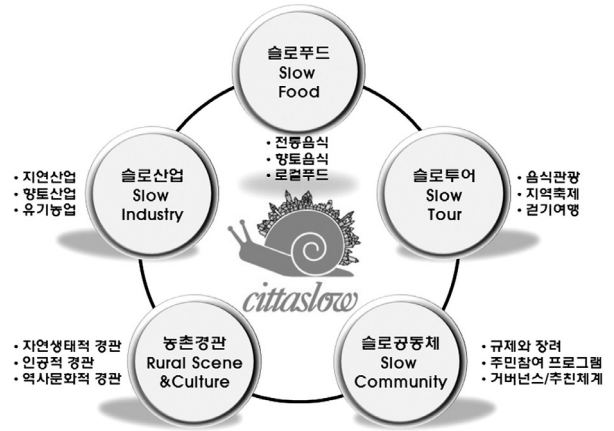 슬로푸드
Slow
Food
• 전통음식
• 향토음식
• 로컬푸드
• 지연산업
• 향토산업
• 유기농업
슬로산업
Slow
Industry
슬로투어
Slow
Tour
• 음식관광
• 지역축제
• 걷기여행
cittaslow
• 자연생태적 경관
• 인공적 경관
• 역사문화적 경관
농촌경관
Rural Scene
&Culture
슬로공동체
Slow
Community
• 규제와 장려
• 주민참여 프로그램
• 거버넌스/추진체계